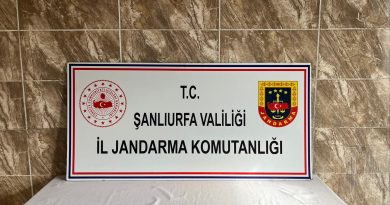 T.C.
ŞANLIURFA VALİLİĞİ
İL JANDARMA KOMUTANLIĞI
JANDARMA